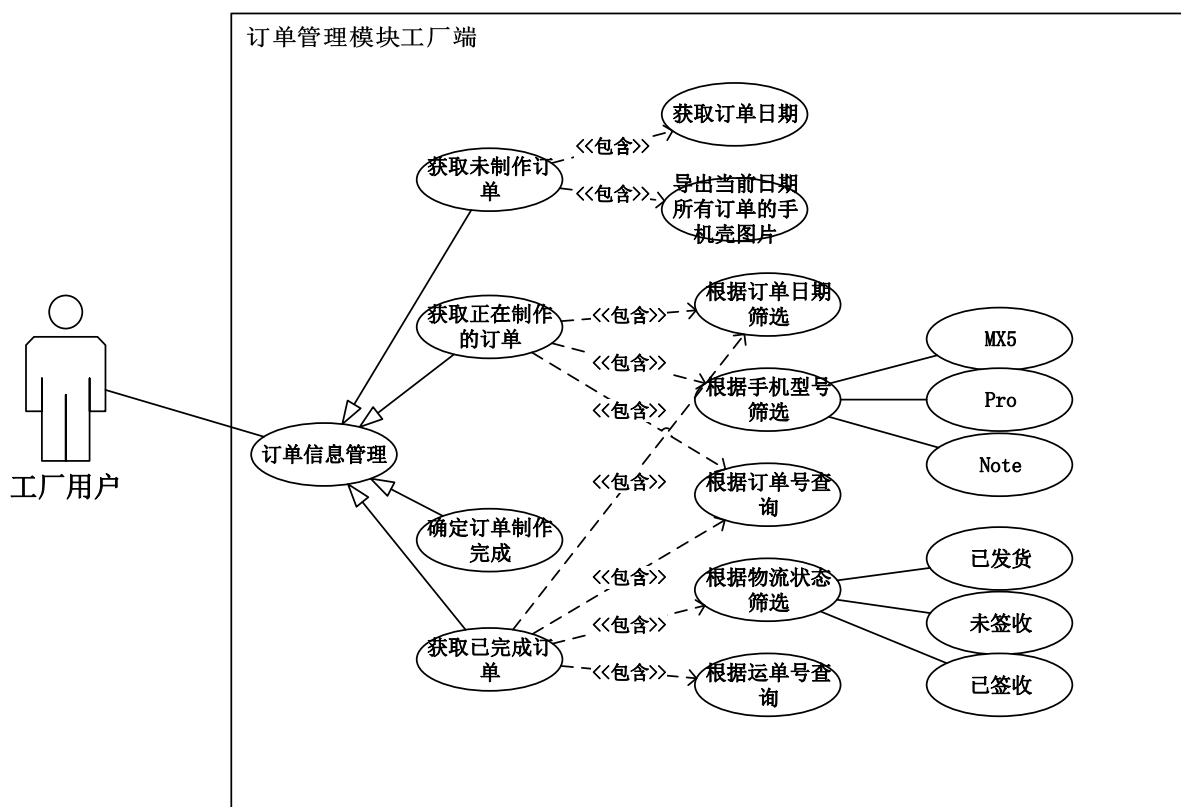 订单管理模块工厂端
获取订单日期
<<包含>>
获取未制作订
单
<<包含>>
导出当前日期
所有订单的手
机壳图片
获取正在制作
的订单
<<包含>>
根据订单日期
筛选
<<包含>>
根据手机型号
筛选
MX5
Pro
Note
<<包含>>
订单信息管理
工厂用户
<<包含>>
根据订单号查
询
确定订单制作
完成
<<包含>>
根据物流状态
筛选
已发货
未签收
已签收
<<包含>>
获取已完成订
单
<<包含>>
根据运单号查
询